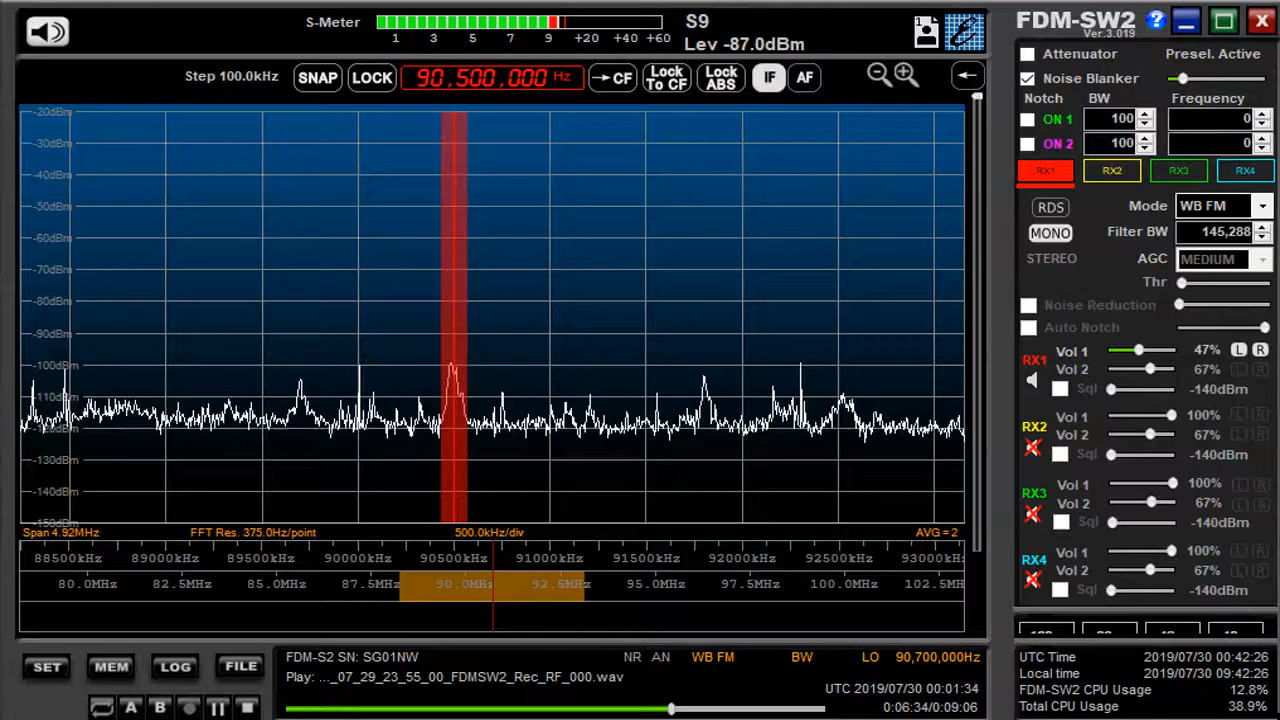 S-Meter
1 3 5 7 9 +20 +40 +60
S9
Lev -87.0dBm
FDM-SW2
Ver.3.019
? X
Step 100.0kHz
SNAP
LOCK
90,500,000 Hz
→CF
Lock To CF
Lock ABS
IF
AF
-20dBm
-30dBm
-40dBm
-50dBm
-60dBm
-70dBm
-80dBm
-90dBm
-100dBm
-110dBm
-120dBm
-130dBm
-140dBm
-150dBm
Span 4.92MHz
FFT Res. 375.0Hz/point
500.0kHz/div
AVG = 2
88500kHz 89000kHz 89500kHz 90000kHz 90500kHz 91000kHz 91500kHz 92000kHz 92500kHz 93000kHz
80.0MHz 82.5MHz 85.0MHz 87.5MHz 90.0MHz 92.5MHz 95.0MHz 97.5MHz 100.0MHz 102.5MH
Attenuator
Presel. Active
Noise Blanker
Notch BW Frequency
ON 1 100 0
ON 2 100 0
RX1 RX2 RX3 RX4
RDS
Mode WB FM
MONO
Filter BW 145,288
STEREO
AGC MEDIUM
Thr
Noise Reduction
Auto Notch
RX1
Vol 1 47% L R
Vol 2 67% L R
Sql -140dBm
RX2
Vol 1 100% L R
Vol 2 67% L R
Sql -140dBm
RX3
Vol 1 100% L R
Vol 2 67% L R
Sql -140dBm
RX4
Vol 1 100% L R
Vol 2 67% L R
Sql -140dBm
SET MEM LOG FILE
A B
FDM-S2 SN: SG01NW
NR AN WB FM BW LO 90,700,000Hz
Play: ..._07_29_23_55_00_FDMSW2_Rec_RF_000.wav
UTC 2019/07/30 00:01:34
0:06:34/0:09:06
UTC Time 2019/07/30 00:42:26
Local time 2019/07/30 09:42:26
FDM-SW2 CPU Usage 12.8%
Total CPU Usage 38.9%